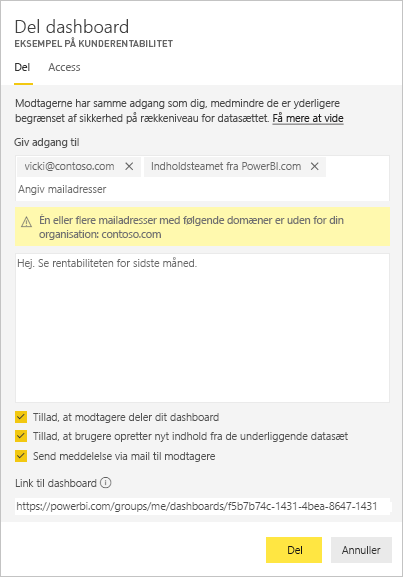 Del dashboard
EKSEMPEL PÅ KUNDERENTABILITET
Del Access
Modtagerne har samme adgang som dig, medmindre de er yderligere
begrænset af sikkerhed på rækkeniveau for datasættet. Få mere at vide
Giv adgang til
vicki@contoso.com Indholdsteamet fra PowerBI.com
Angiv mailadresser
Én eller flere mailadresser med følgende domæner er uden for din
organisation: contoso.com
Hej. Se rentabiliteten for sidste måned.
Tillad, at modtagere deler dit dashboard
Tillad, at brugere opretter nyt indhold fra de underliggende datasæt
Send meddelelse via mail til modtagere
Link til dashboard
https://powerbi.com/groups/me/dashboards/f5b7b74c-1431-4bea-8647-1431
Del Annuller